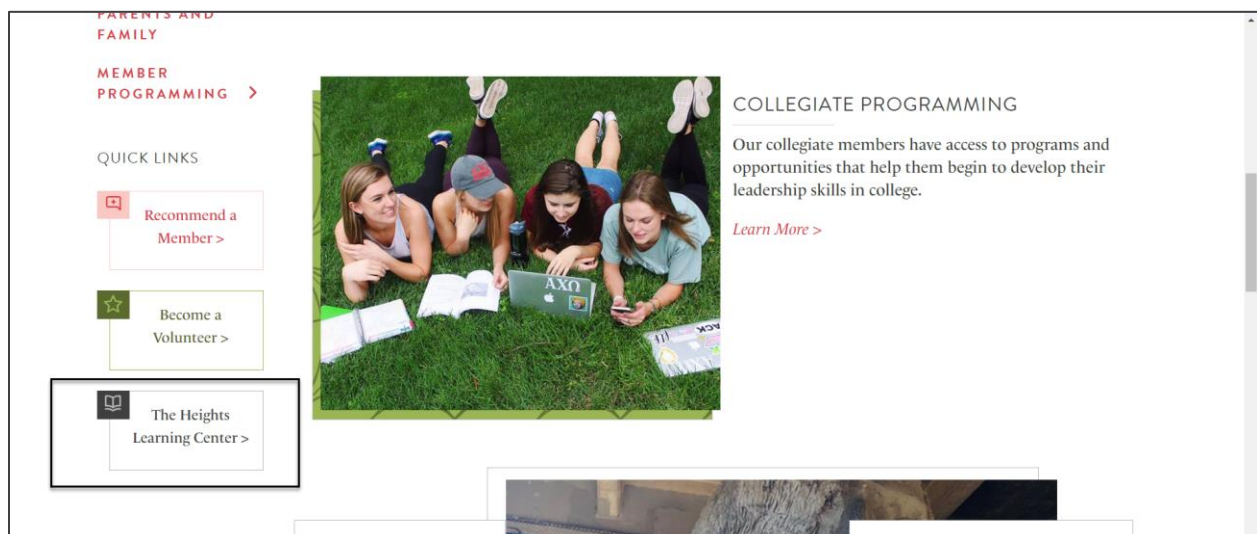 PARENTS AND
FAMILY
MEMBER
PROGRAMMING >
QUICK LINKS
Recommend a
Member >
Become a
Volunteer >
The Heights
Learning Center >
COLLEGIATE PROGRAMMING
Our collegiate members have access to programs and
opportunities that help them begin to develop their
leadership skills in college.
Learn More >
ΑΧΩ